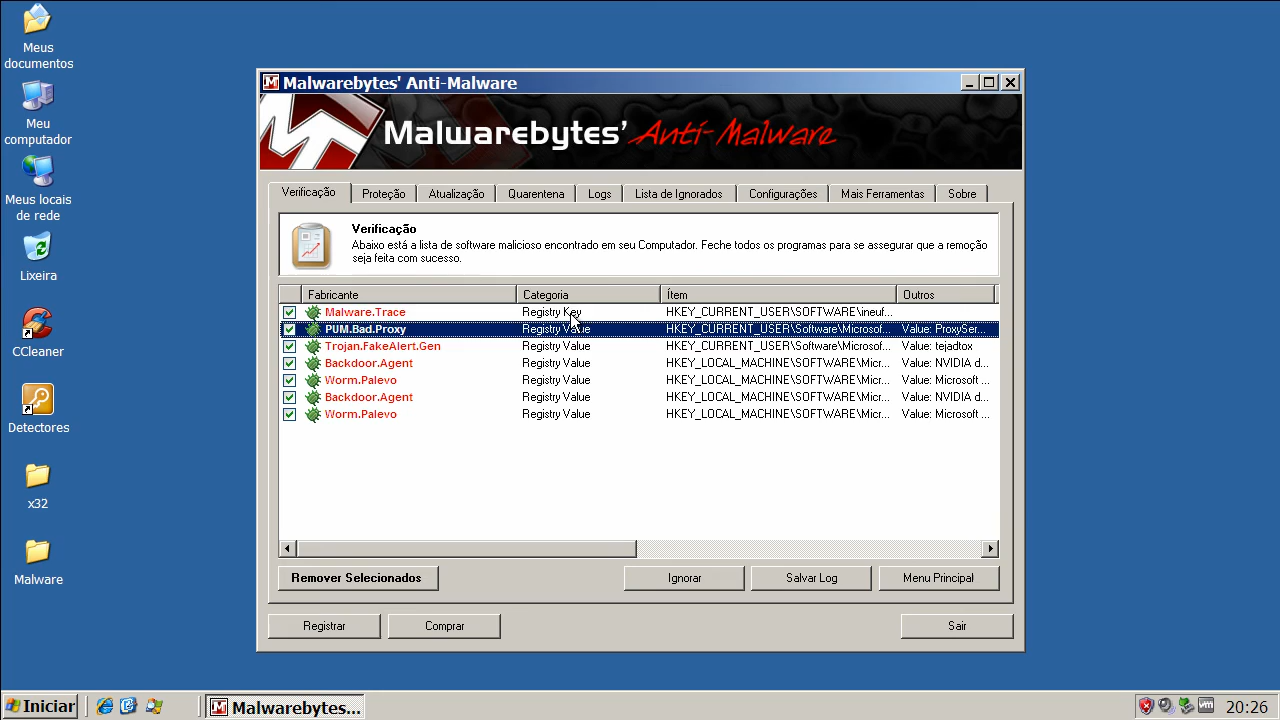 Meus
documentos
Meu
computador
Meus locais
de rede
Lixeira
CCleaner
Detectores
x32
Malware
Malwarebytes' Anti-Malware
Malwarebytes' Anti-Malware
Verificação Proteção Atualização Quarentena Logs Lista de Ignorados Configurações Mais Ferramentas Sobre
Verificação
Abaixo está a lista de software malicioso encontrado em seu Computador. Feche todos os programas para se assegurar que a remoção
seja feita com sucesso.
Fabricante Categoria Ítem Outros
Malware.Trace Registry Key HKEY_CURRENT_USER\SOFTWARE\ineuf...
PUM.Bad.Proxy Registry Value HKEY_CURRENT_USER\Software\Microsof... Value: ProxySer...
Trojan.FakeAlert.Gen Registry Value HKEY_CURRENT_USER\Software\Microsof... Value: tejadtox
Backdoor.Agent Registry Value HKEY_LOCAL_MACHINE\SOFTWARE\Micr... Value: NVIDIA d...
Worm.Palevo Registry Value HKEY_LOCAL_MACHINE\SOFTWARE\Micr... Value: Microsoft ...
Backdoor.Agent Registry Value HKEY_LOCAL_MACHINE\SOFTWARE\Micr... Value: NVIDIA d...
Worm.Palevo Registry Value HKEY_LOCAL_MACHINE\SOFTWARE\Micr... Value: Microsoft ...
Remover Selecionados Ignorar Salvar Log Menu Principal
Registrar Comprar Sair
Iniciar Malwarebytes... vm 20:26